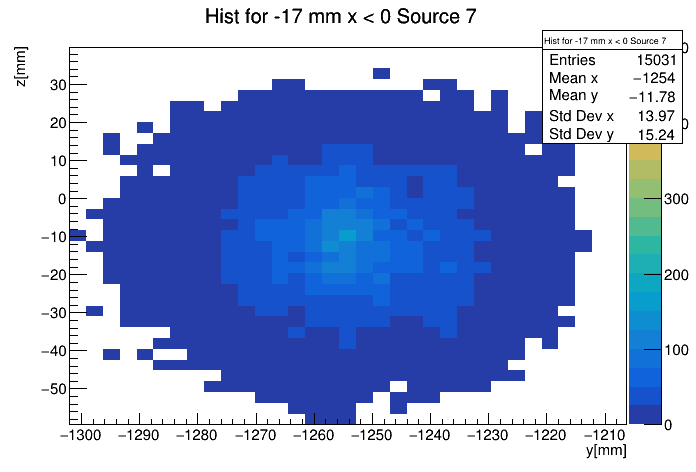 Hist for -17 mm x < 0 Source 7
z[mm]
Hist for -17 mm x < 0 Source 7
Entries 15031
Mean x −1254
Mean y −11.78
Std Dev x 13.97
Std Dev y 15.24
30
20
10
0
−10
−20
−30
−40
−50
0
0
300
200
100
0
−1300 −1290 −1280 −1270 −1260 −1250 −1240 −1230 −1220 −1210
y[mm]